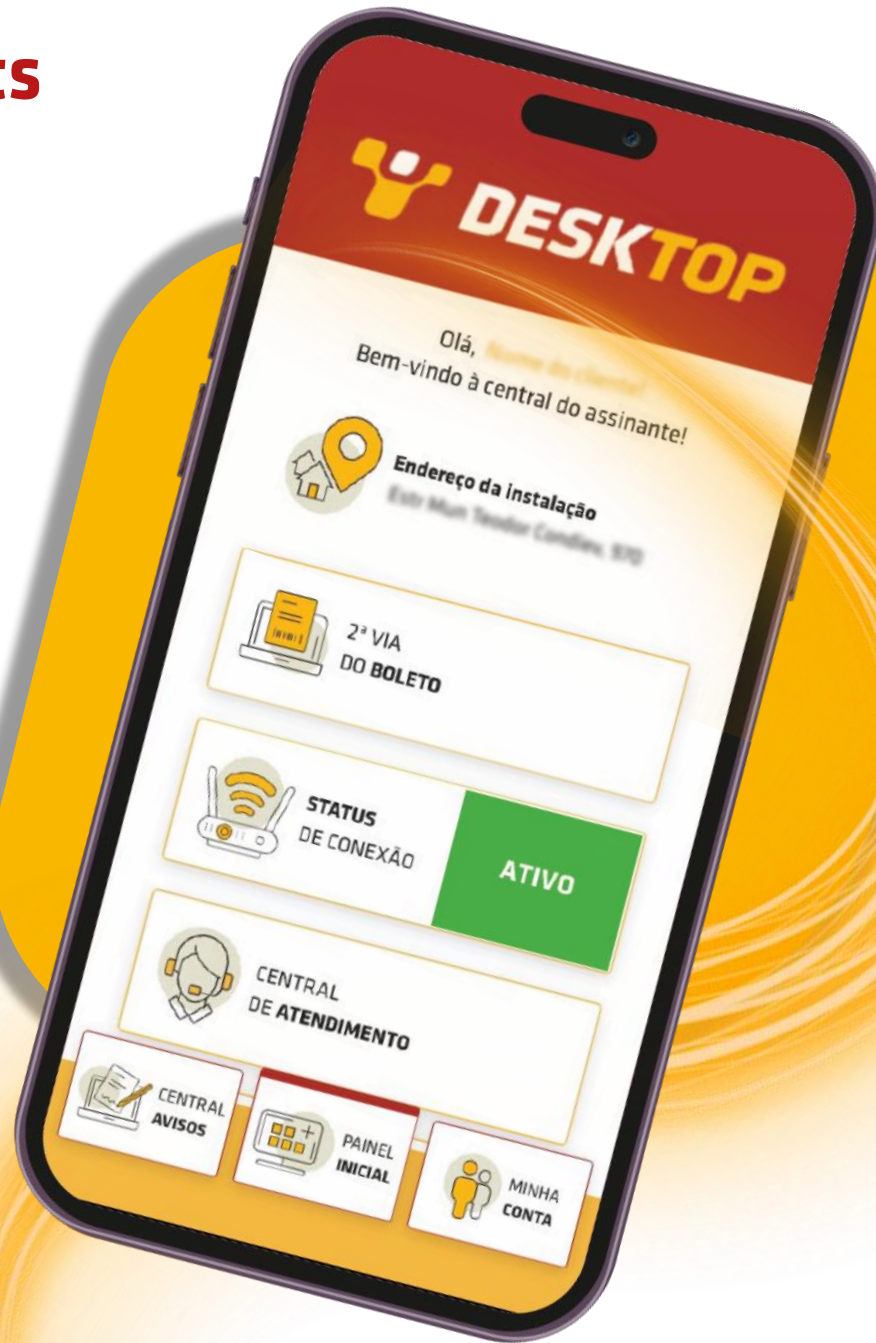 ts
DESKTOP
Olá,
Bem-vindo à central do assinante!
Endereço da instalação
2ª VIA
DO BOLETO
STATUS
DE CONEXÃO
ATIVO
CENTRAL
DE ATENDIMENTO
CENTRAL
AVISOS
PAINEL
INICIAL
MINHA
CONTA